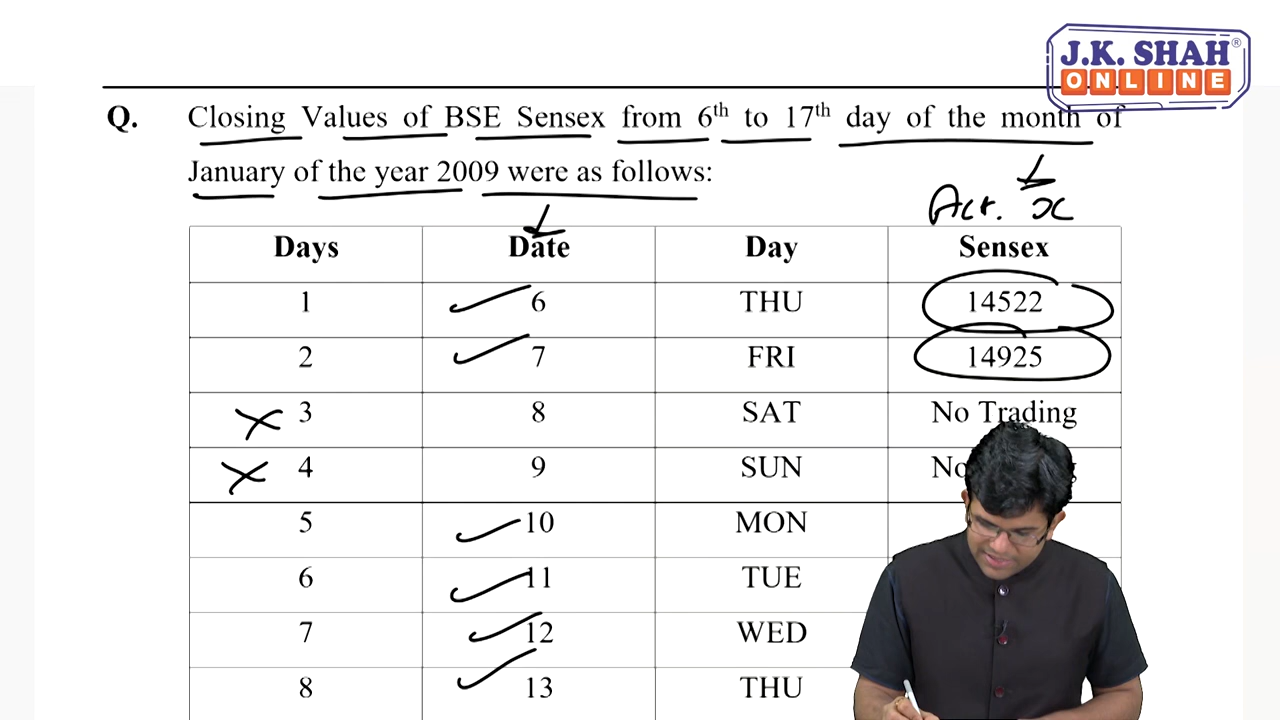 J.K. SHAH®
ONLINE
Q. Closing Values of BSE Sensex from 6th to 17th day of the month of
January of the year 2009 were as follows:
Act. x
Days Date Day Sensex
1 6 THU 14522
2 7 FRI 14925
3 8 SAT No Trading
4 9 SUN No
5 10 MON
6 11 TUE
7 12 WED
8 13 THU